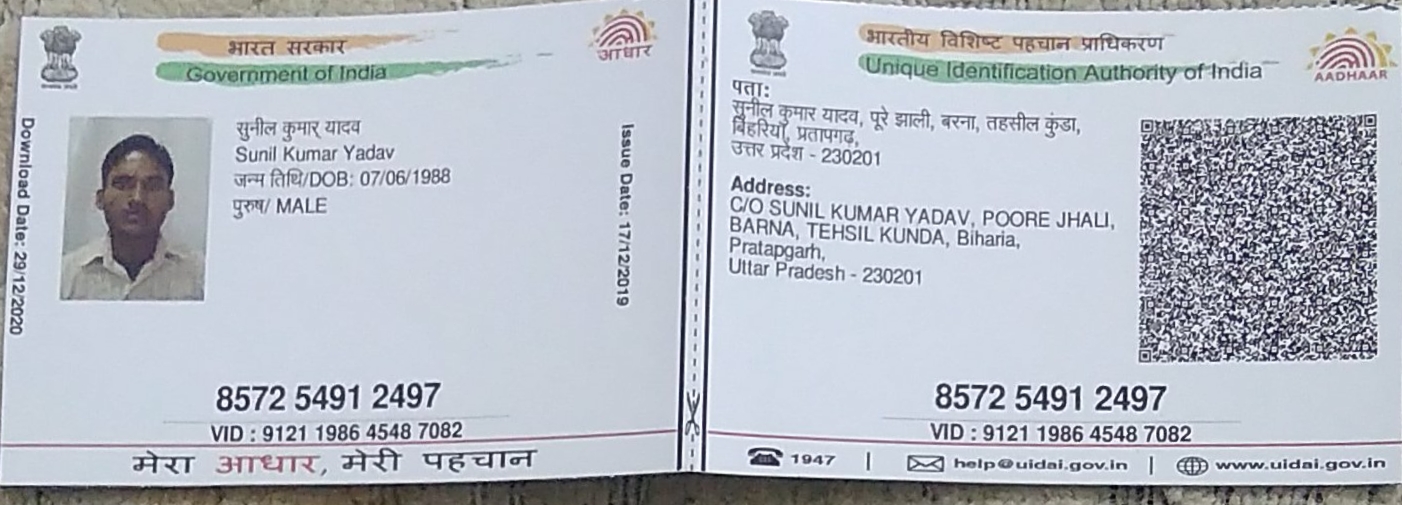 भारत सरकार
Government of India
आधार
Download Date: 29/12/2020
सुनील कुमार यादव
Sunil Kumar Yadav
जन्म तिथि/DOB: 07/06/1988
पुरुष/ MALE
Issue Date: 17/12/2019
8572 5491 2497
VID : 9121 1986 4548 7082
मेरा आधार, मेरी पहचान
भारतीय विशिष्ट पहचान प्राधिकरण
Unique Identification Authority of India
AADHAAR
पता:
सुनील कुमार यादव, पूरे झाली, बरना, तहसील कुंडा,
बिहरिया, प्रतापगढ़,
उत्तर प्रदेश - 230201
Address:
C/O SUNIL KUMAR YADAV, POORE JHALI,
BARNA, TEHSIL KUNDA, Biharia,
Pratapgarh,
Uttar Pradesh - 230201
8572 5491 2497
VID : 9121 1986 4548 7082
1947 | help@uidai.gov.in | www.uidai.gov.in